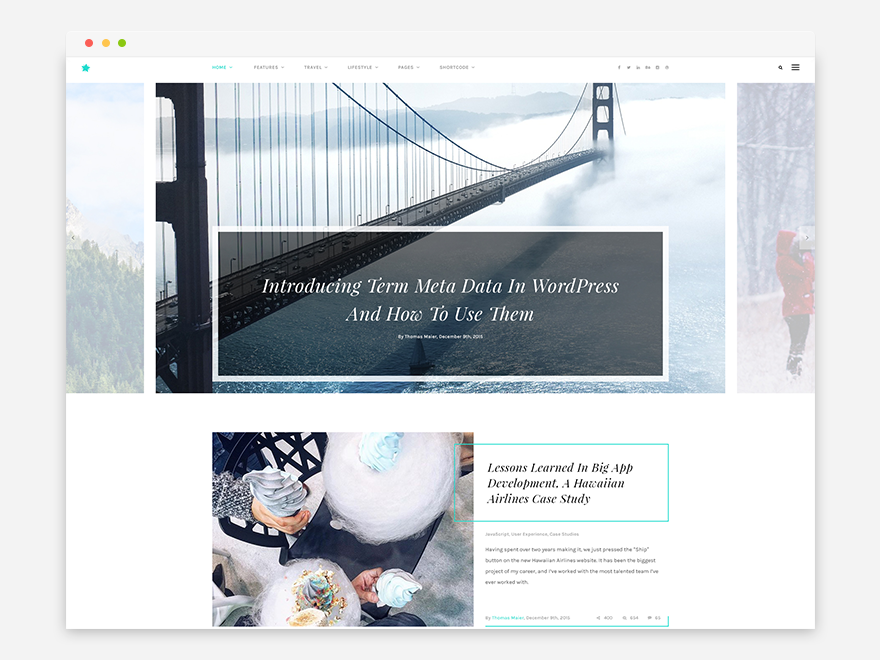 HOME FEATURES TRAVEL LIFESTYLE PAGES SHORTCODE
Introducing Term Meta Data In WordPress
And How To Use Them
By Thomas Maier, December 9th, 2015
Lessons Learned In Big App
Development, A Hawaiian
Airlines Case Study
JavaScript, User Experience, Case Studies
Having spent over two years making it, we just pressed the "Ship"
button on the new Hawaiian Airlines website. It has been the biggest
project of my career, and I've worked with the most talented team I've
ever worked with.
By Thomas Maier, December 9th, 2015 400